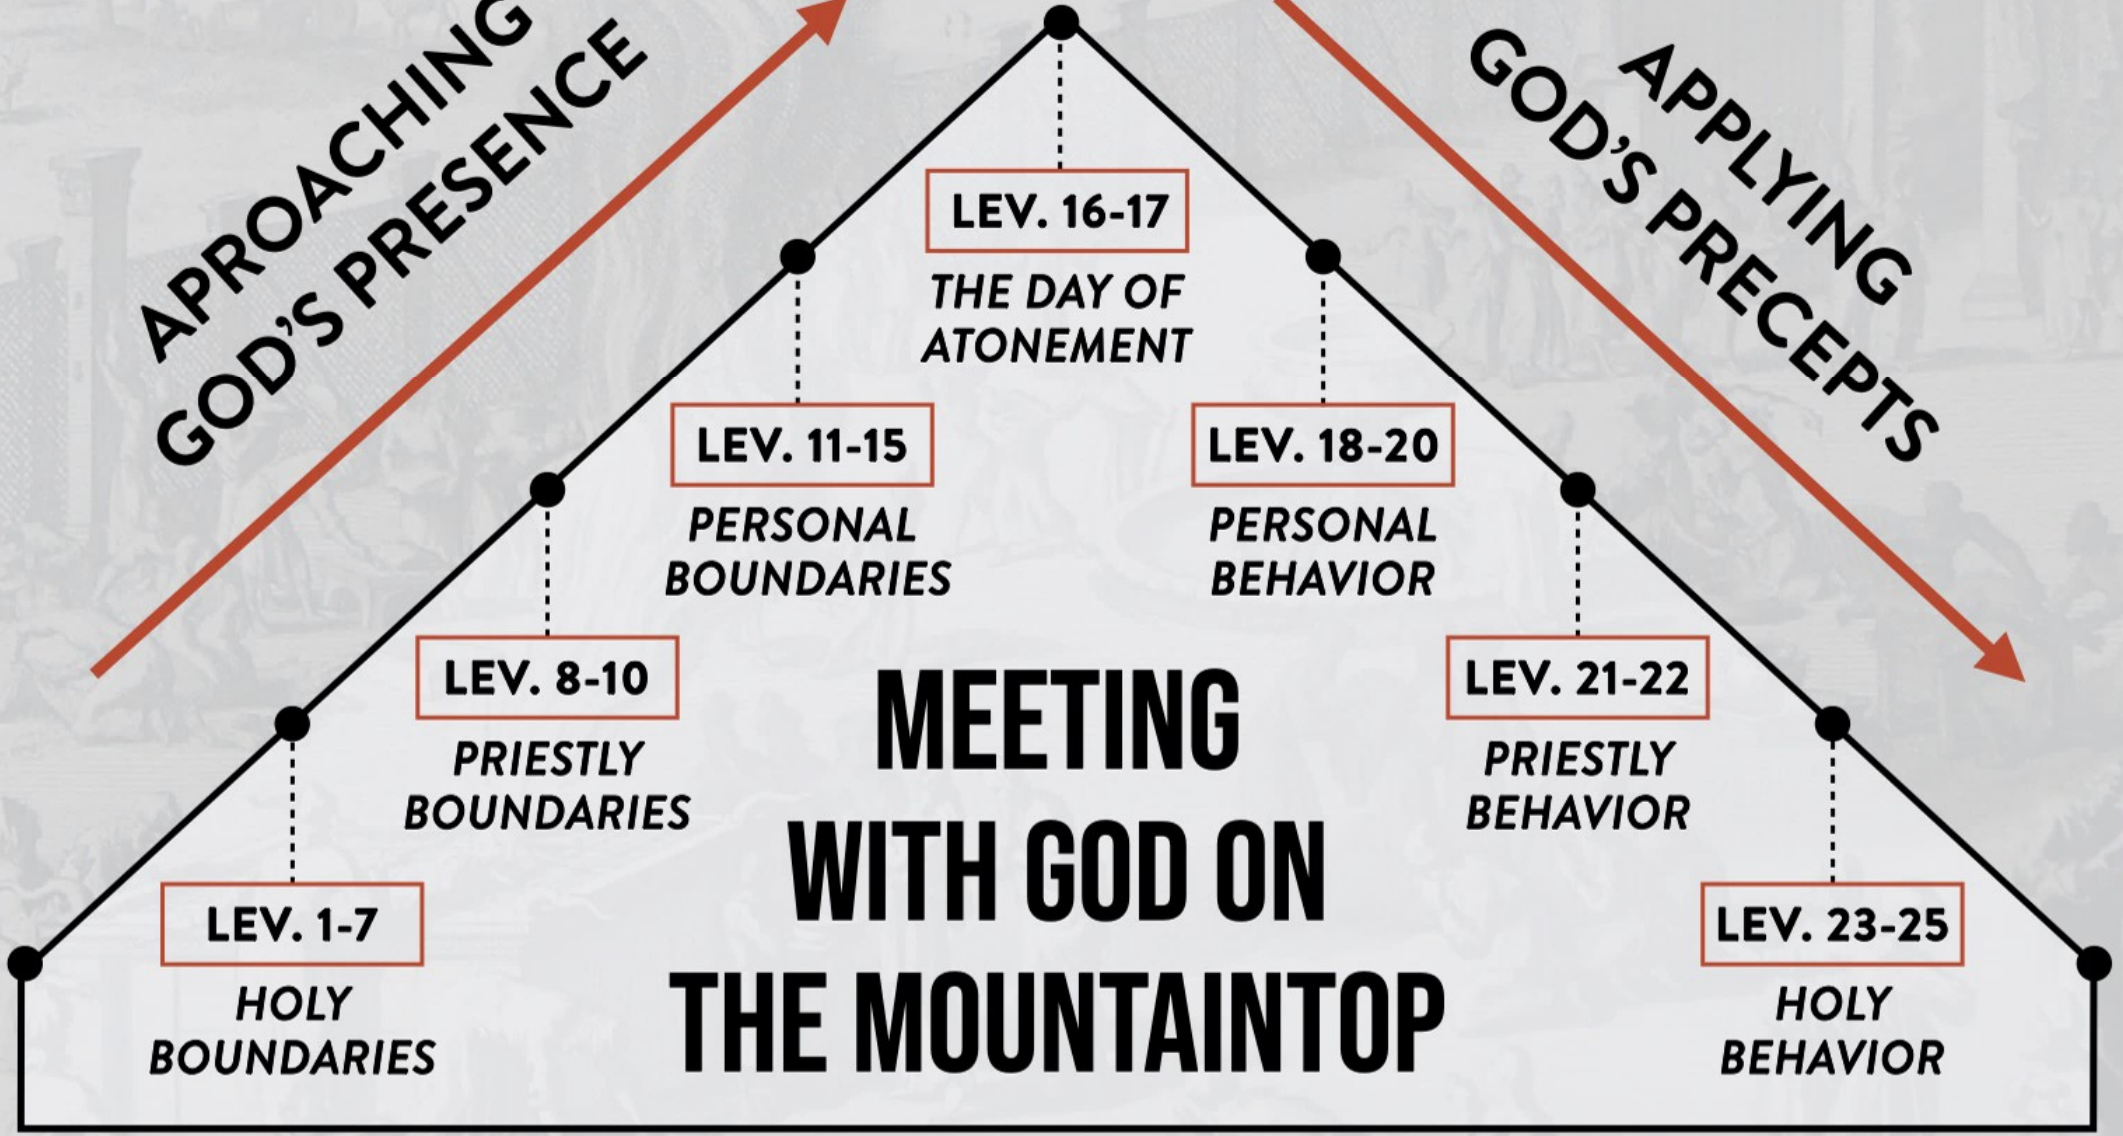 APROACHING
GOD'S PRESENCE
APPLYING
GOD'S PRECEPTS
LEV. 16-17
THE DAY OF
ATONEMENT
LEV. 11-15
PERSONAL
BOUNDARIES
LEV. 18-20
PERSONAL
BEHAVIOR
LEV. 8-10
PRIESTLY
BOUNDARIES
LEV. 21-22
PRIESTLY
BEHAVIOR
LEV. 1-7
HOLY
BOUNDARIES
LEV. 23-25
HOLY
BEHAVIOR
MEETING
WITH GOD ON
THE MOUNTAINTOP